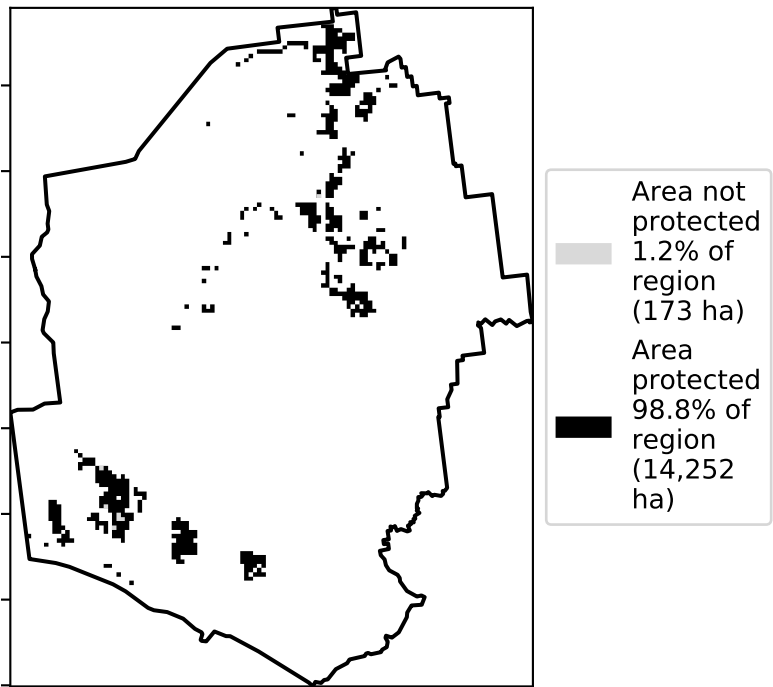 Area not
protected
1.2% of
region
(173 ha)
Area
protected
98.8% of
region
(14,252
ha)